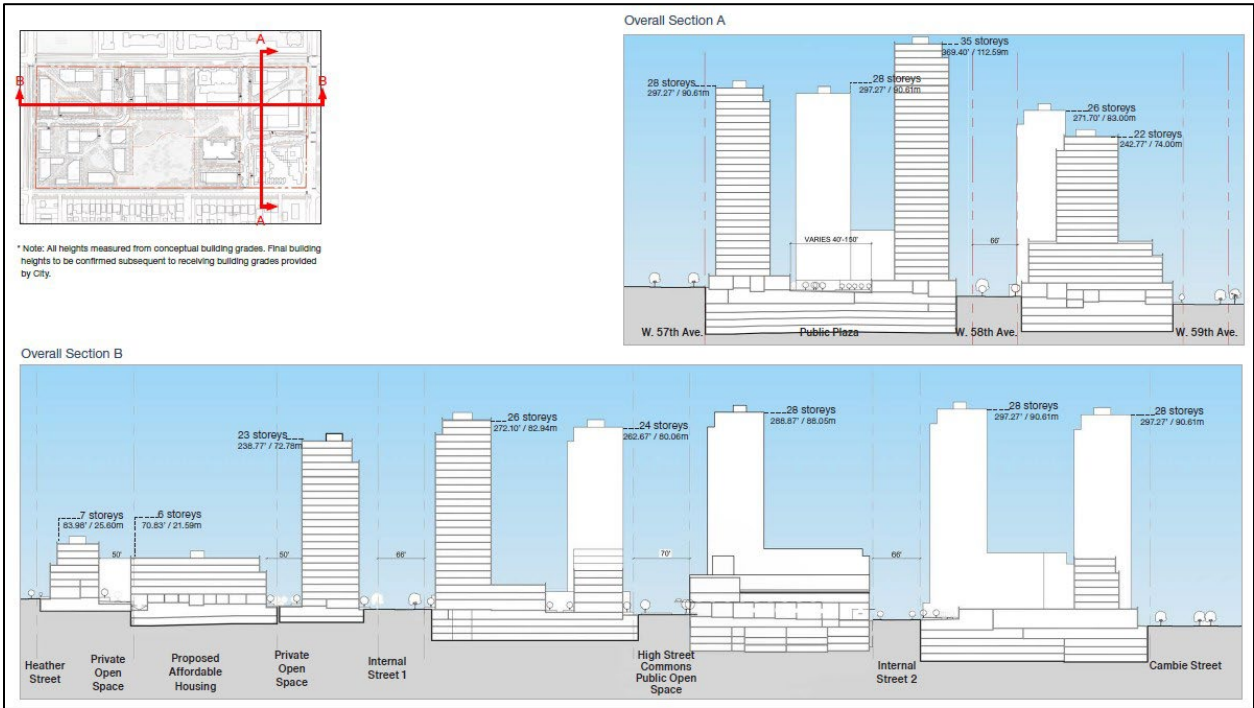 Overall Section A
A
B
B
A
* Note: All heights measured from conceptual building grades. Final building
heights to be confirmed subsequent to receiving building grades provided
by City.
35 storeys
369.40' / 112.59m
28 storeys
297.27' / 90.61m
28 storeys
297.27' / 90.61m
26 storeys
271.70' / 83.00m
22 storeys
242.77' / 74.00m
VARIES 40'-150'
66'
W. 57th Ave.
Public Plaza
W. 58th Ave.
W. 59th Ave.
Overall Section B
7 storeys
83.98' / 25.60m
6 storeys
70.83' / 21.59m
23 storeys
238.77' / 72.78m
26 storeys
272.10' / 82.94m
24 storeys
262.67' / 80.06m
28 storeys
288.87' / 88.05m
28 storeys
297.27' / 90.61m
28 storeys
297.27' / 90.61m
50'
50'
66'
70'
66'
Heather
Street
Private
Open
Space
Proposed
Affordable
Housing
Private
Open
Space
Internal
Street 1
High Street
Commons
Public Open
Space
Internal
Street 2
Cambie Street